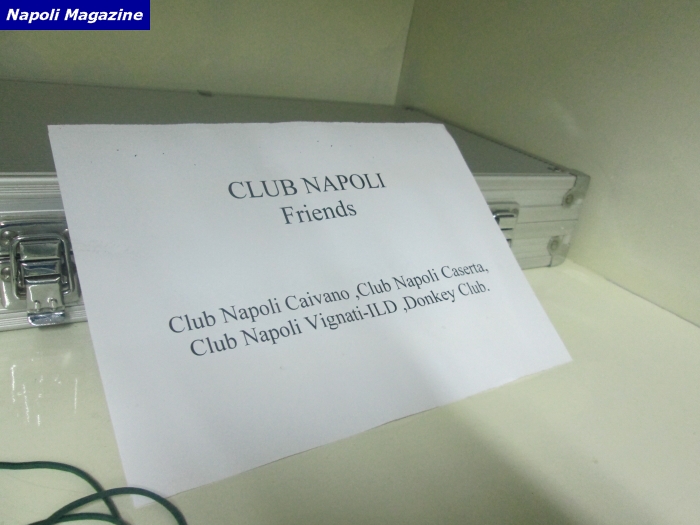 Napoli Magazine
CLUB NAPOLI
Friends
Club Napoli Caivano ,Club Napoli Caserta,
Club Napoli Vignati-ILD ,Donkey Club.